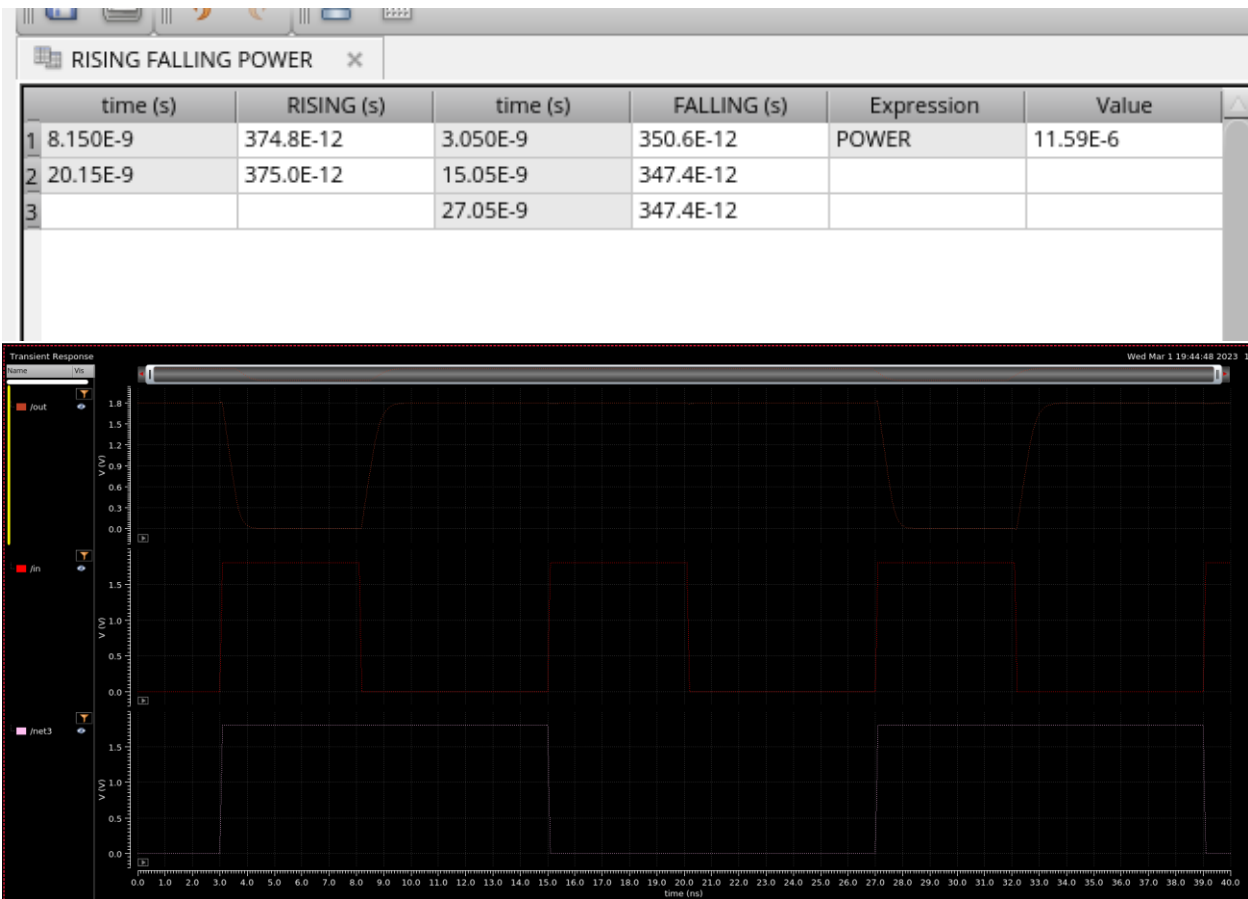 RISING FALLING POWER
time (s) RISING (s) time (s) FALLING (s) Expression Value
1 8.150E-9 374.8E-12 3.050E-9 350.6E-12 POWER 11.59E-6
2 20.15E-9 375.0E-12 15.05E-9 347.4E-12
3 27.05E-9 347.4E-12
Transient Response
Wed Mar 1 19:44:48 2023 1
Name Vis
/out
V (V)
1.8
1.5
1.2
0.9
0.6
0.3
0.0
/in
V (V)
1.5
1.0
0.5
0.0
/net3
V (V)
1.5
1.0
0.5
0.0
0.0 1.0 2.0 3.0 4.0 5.0 6.0 7.0 8.0 9.0 10.0 11.0 12.0 13.0 14.0 15.0 16.0 17.0 18.0 19.0 20.0 21.0 22.0 23.0 24.0 25.0 26.0 27.0 28.0 29.0 30.0 31.0 32.0 33.0 34.0 35.0 36.0 37.0 38.0 39.0 40.0
time (ns)